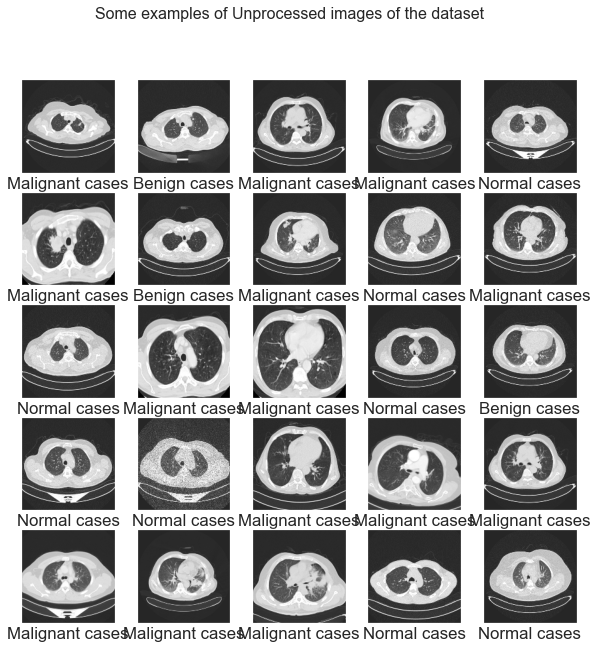 Some examples of Unprocessed images of the dataset
Malignant cases Benign cases Malignant cases Malignant cases Normal cases
Malignant cases Benign cases Malignant cases Normal cases Malignant cases
Normal cases Malignant cases Malignant cases Normal cases Benign cases
Normal cases Normal cases Malignant cases Malignant cases Malignant cases
Malignant cases Malignant cases Malignant cases Normal cases Normal cases